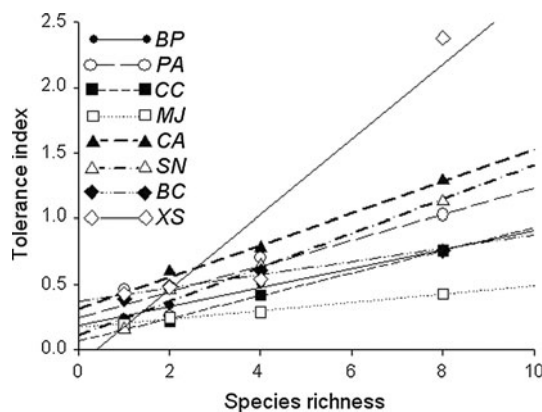 2.5
2.0
1.5
1.0
0.5
0.0
Tolerance index
BP
PA
CC
MJ
CA
SN
BC
XS
0 2 4 6 8 10
Species richness